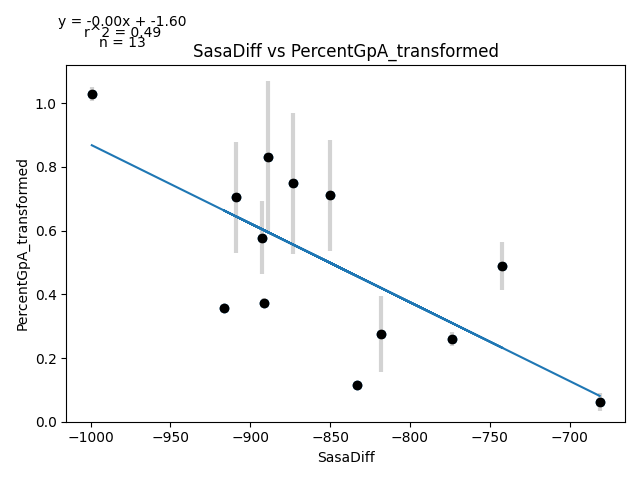 y = -0.00x + -1.60
r^2 = 0.49
n = 13
SasaDiff vs PercentGpA_transformed
1.0
0.8
0.6
0.4
0.2
0.0
PercentGpA_transformed
−1000 −950 −900 −850 −800 −750 −700
SasaDiff